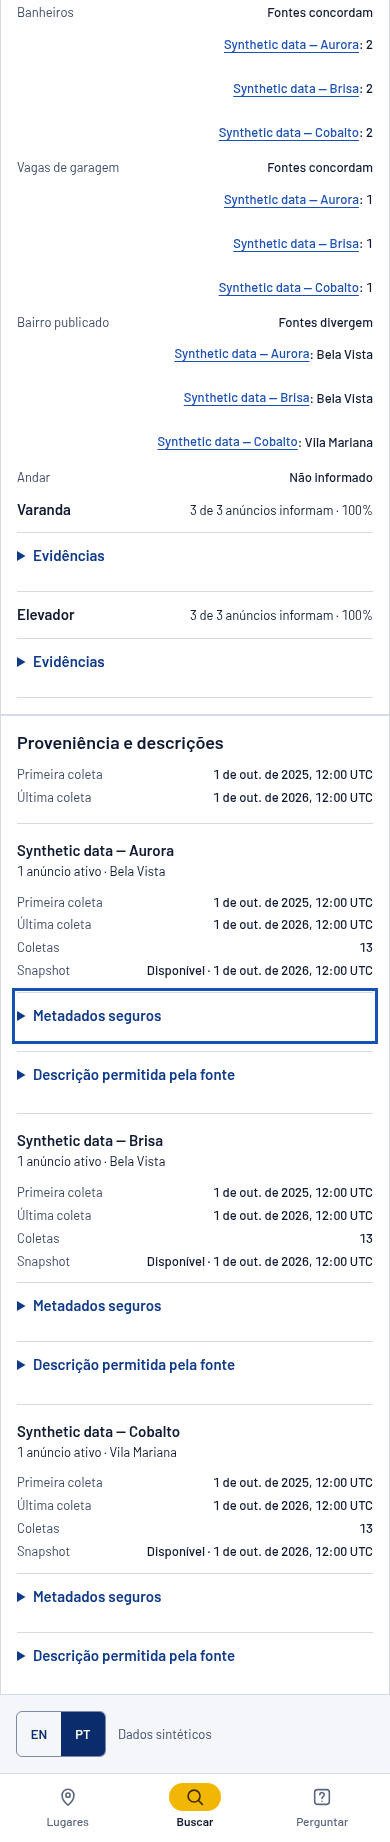 Banheiros Fontes concordam
Synthetic data — Aurora: 2
Synthetic data — Brisa: 2
Synthetic data — Cobalto: 2
Vagas de garagem Fontes concordam
Synthetic data — Aurora: 1
Synthetic data — Brisa: 1
Synthetic data — Cobalto: 1
Bairro publicado Fontes divergem
Synthetic data — Aurora: Bela Vista
Synthetic data — Brisa: Bela Vista
Synthetic data — Cobalto: Vila Mariana
Andar Não informado
Varanda 3 de 3 anúncios informam · 100%
Evidências
Elevador 3 de 3 anúncios informam · 100%
Evidências
Proveniência e descrições
Primeira coleta 1 de out. de 2025, 12:00 UTC
Última coleta 1 de out. de 2026, 12:00 UTC
Synthetic data — Aurora
1 anúncio ativo · Bela Vista
Primeira coleta 1 de out. de 2025, 12:00 UTC
Última coleta 1 de out. de 2026, 12:00 UTC
Coletas 13
Snapshot Disponível · 1 de out. de 2026, 12:00 UTC
Metadados seguros
Descrição permitida pela fonte
Synthetic data — Brisa
1 anúncio ativo · Bela Vista
Primeira coleta 1 de out. de 2025, 12:00 UTC
Última coleta 1 de out. de 2026, 12:00 UTC
Coletas 13
Snapshot Disponível · 1 de out. de 2026, 12:00 UTC
Metadados seguros
Descrição permitida pela fonte
Synthetic data — Cobalto
1 anúncio ativo · Vila Mariana
Primeira coleta 1 de out. de 2025, 12:00 UTC
Última coleta 1 de out. de 2026, 12:00 UTC
Coletas 13
Snapshot Disponível · 1 de out. de 2026, 12:00 UTC
Metadados seguros
Descrição permitida pela fonte
EN PT Dados sintéticos
Lugares Buscar Perguntar